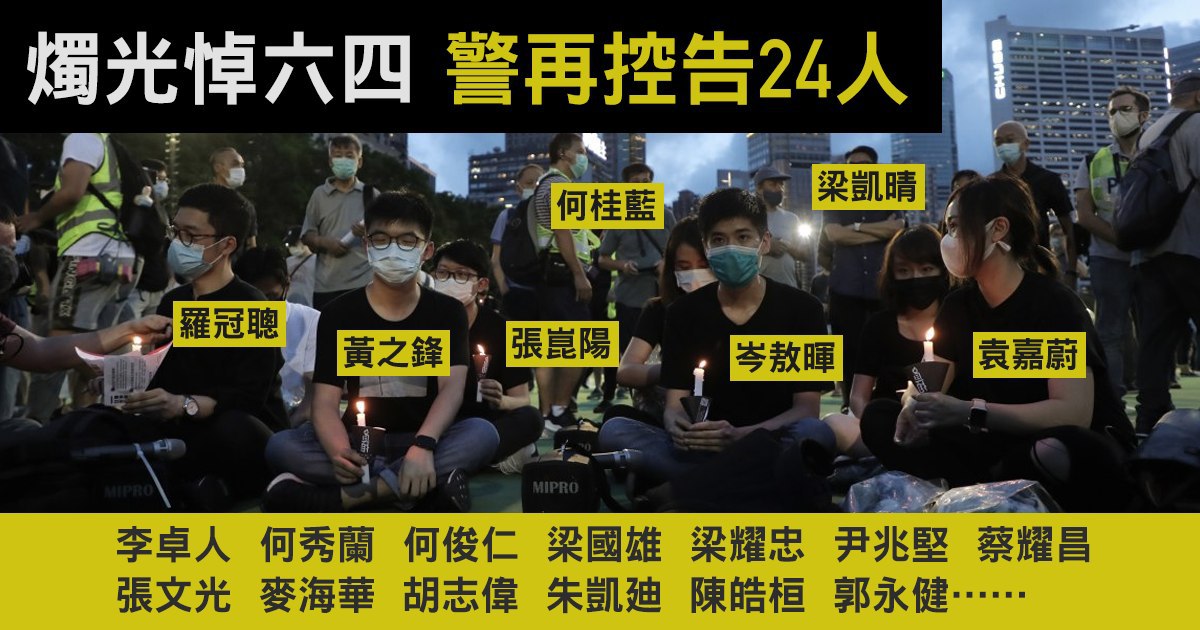 燭光悼六四 警再控告24人
CHUBB
何桂藍
梁凱晴
羅冠聰
黃之鋒
張崑陽
岑敖暉
袁嘉蔚
MIPRO
MIPRO
P
李卓人 何秀蘭 何俊仁 梁國雄 梁耀忠 尹兆堅 蔡耀昌
張文光 麥海華 胡志偉 朱凱廸 陳皓桓 郭永健⋯⋯